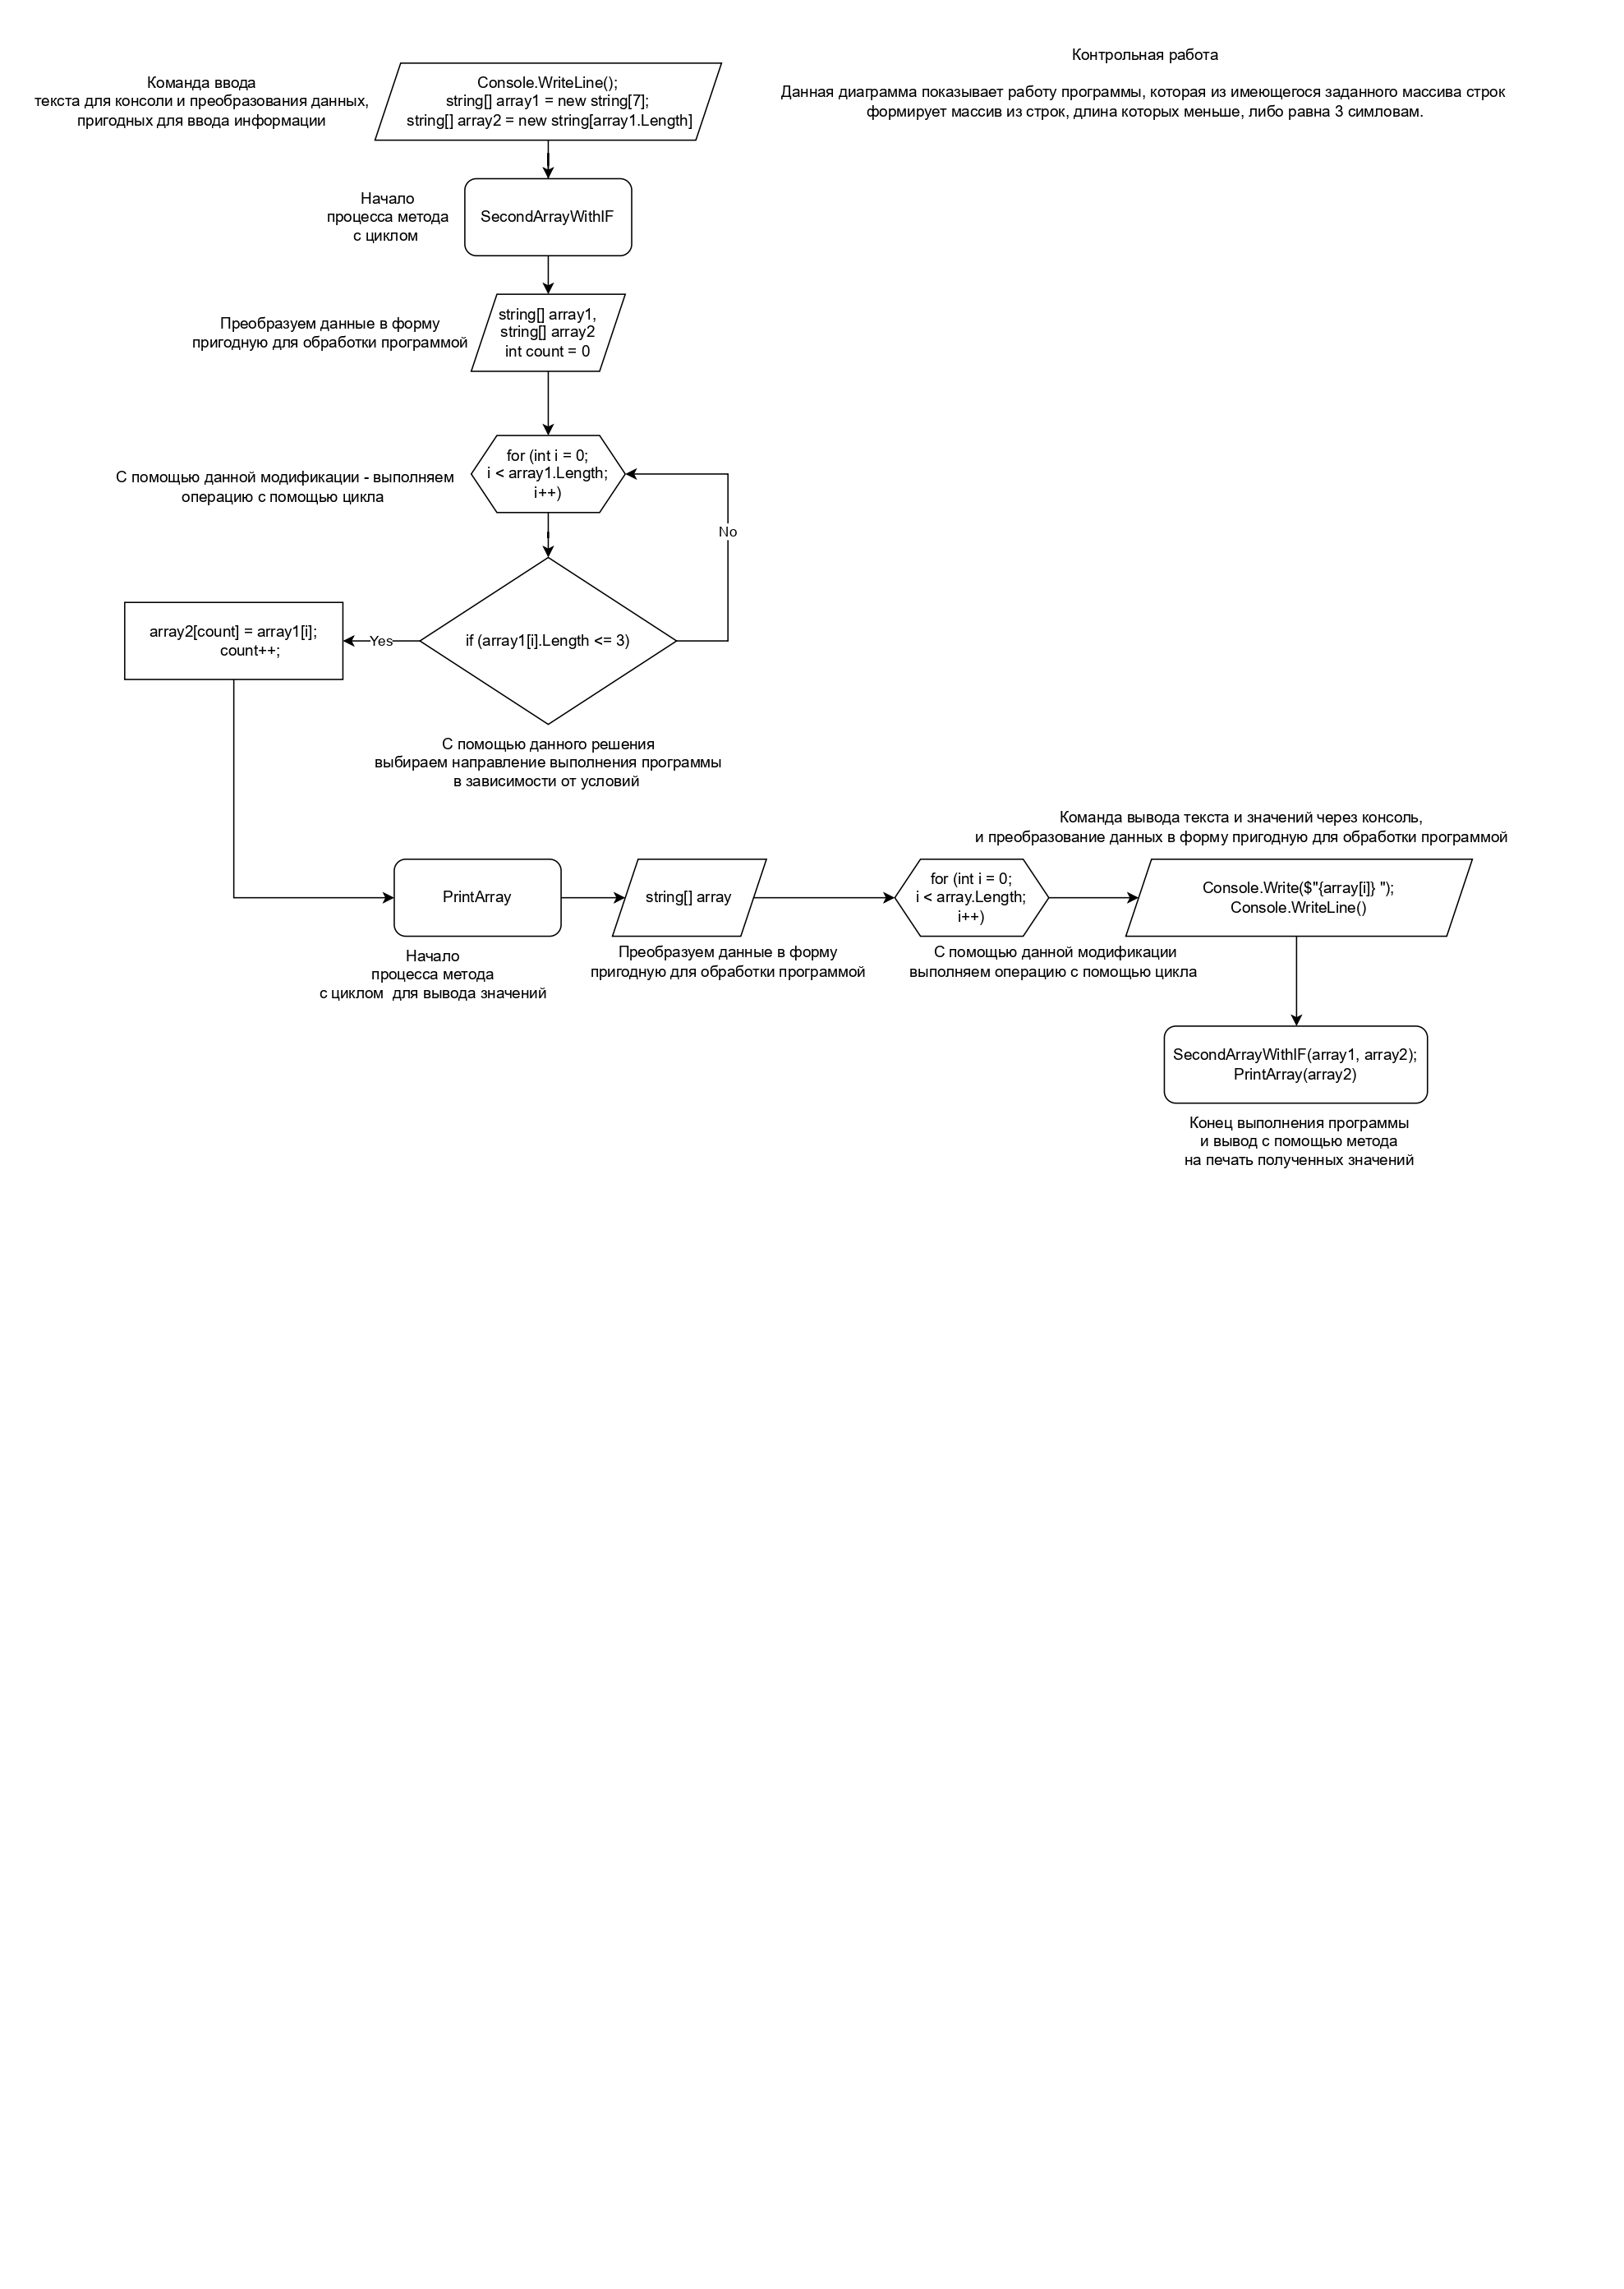 Контрольная работа
Данная диаграмма показывает работу программы, которая из имеющегося заданного массива строк
формирует массив из строк, длина которых меньше, либо равна 3 симловам.
Команда ввода
текста для консоли и преобразования данных,
пригодных для ввода информации
Console.WriteLine();
string[] array1 = new string[7];
string[] array2 = new string[array1.Length]
Начало
процесса метода
с циклом
SecondArrayWithIF
Преобразуем данные в форму
пригодную для обработки программой
string[] array1,
string[] array2
int count = 0
С помощью данной модификации - выполняем
операцию с помощью цикла
for (int i = 0;
i < array1.Length;
i++)
No
array2[count] = array1[i];
count++;
Yes
if (array1[i].Length <= 3)
С помощью данного решения
выбираем направление выполнения программы
в зависимости от условий
PrintArray
Начало
процесса метода
с циклом  для вывода значений
string[] array
Преобразуем данные в форму
пригодную для обработки программой
for (int i = 0;
i < array.Length;
i++)
С помощью данной модификации
выполняем операцию с помощью цикла
Команда вывода текста и значений через консоль,
и преобразование данных в форму пригодную для обработки программой
Console.Write($"{array[i]} ");
Console.WriteLine()
SecondArrayWithIF(array1, array2);
PrintArray(array2)
Конец выполнения программы
и вывод с помощью метода
на печать полученных значений